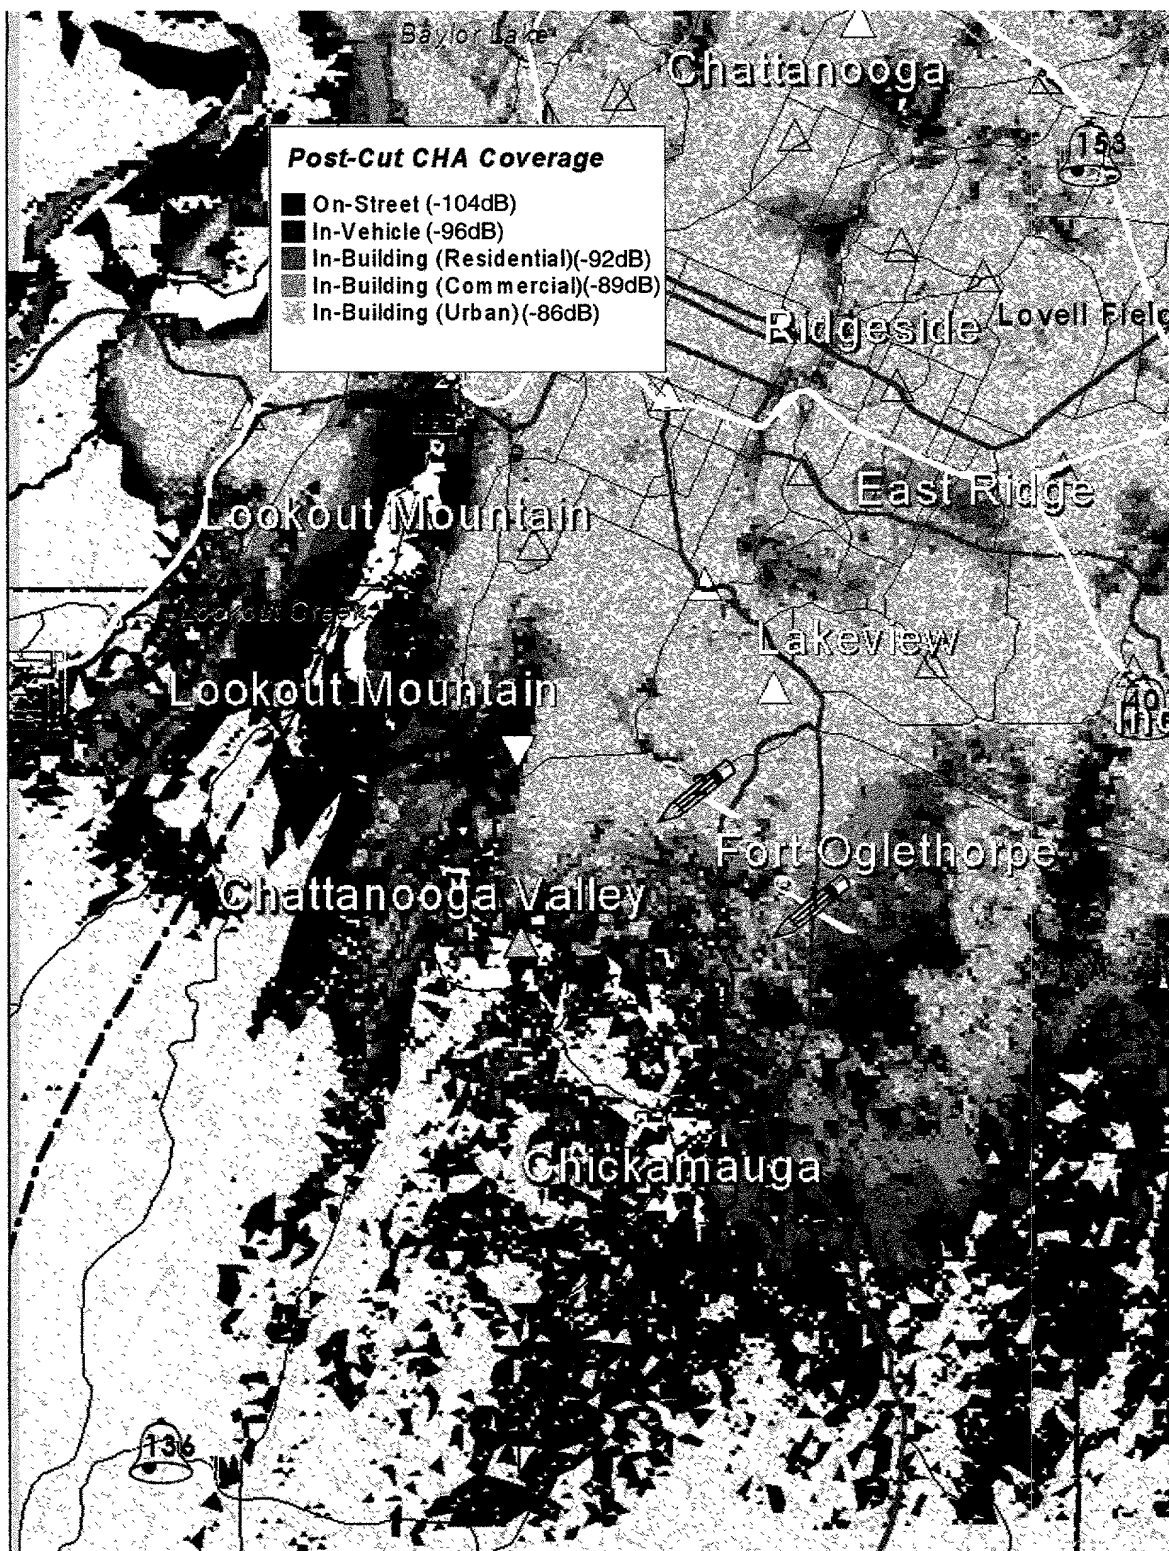 Baylor Lake
Chattanooga
153
Post-Cut CHA Coverage
On-Street (-104dB)
In-Vehicle (-96dB)
In-Building (Residential)(-92dB)
In-Building (Commercial)(-89dB)
In-Building (Urban)(-86dB)
Ridgeside
Lovell Field
East Ridge
Lookout Mountain
Lookout Creek
Lakeview
Lookout Mountain
Fort Oglethorpe
Chattanooga Valley
Chickamauga
136